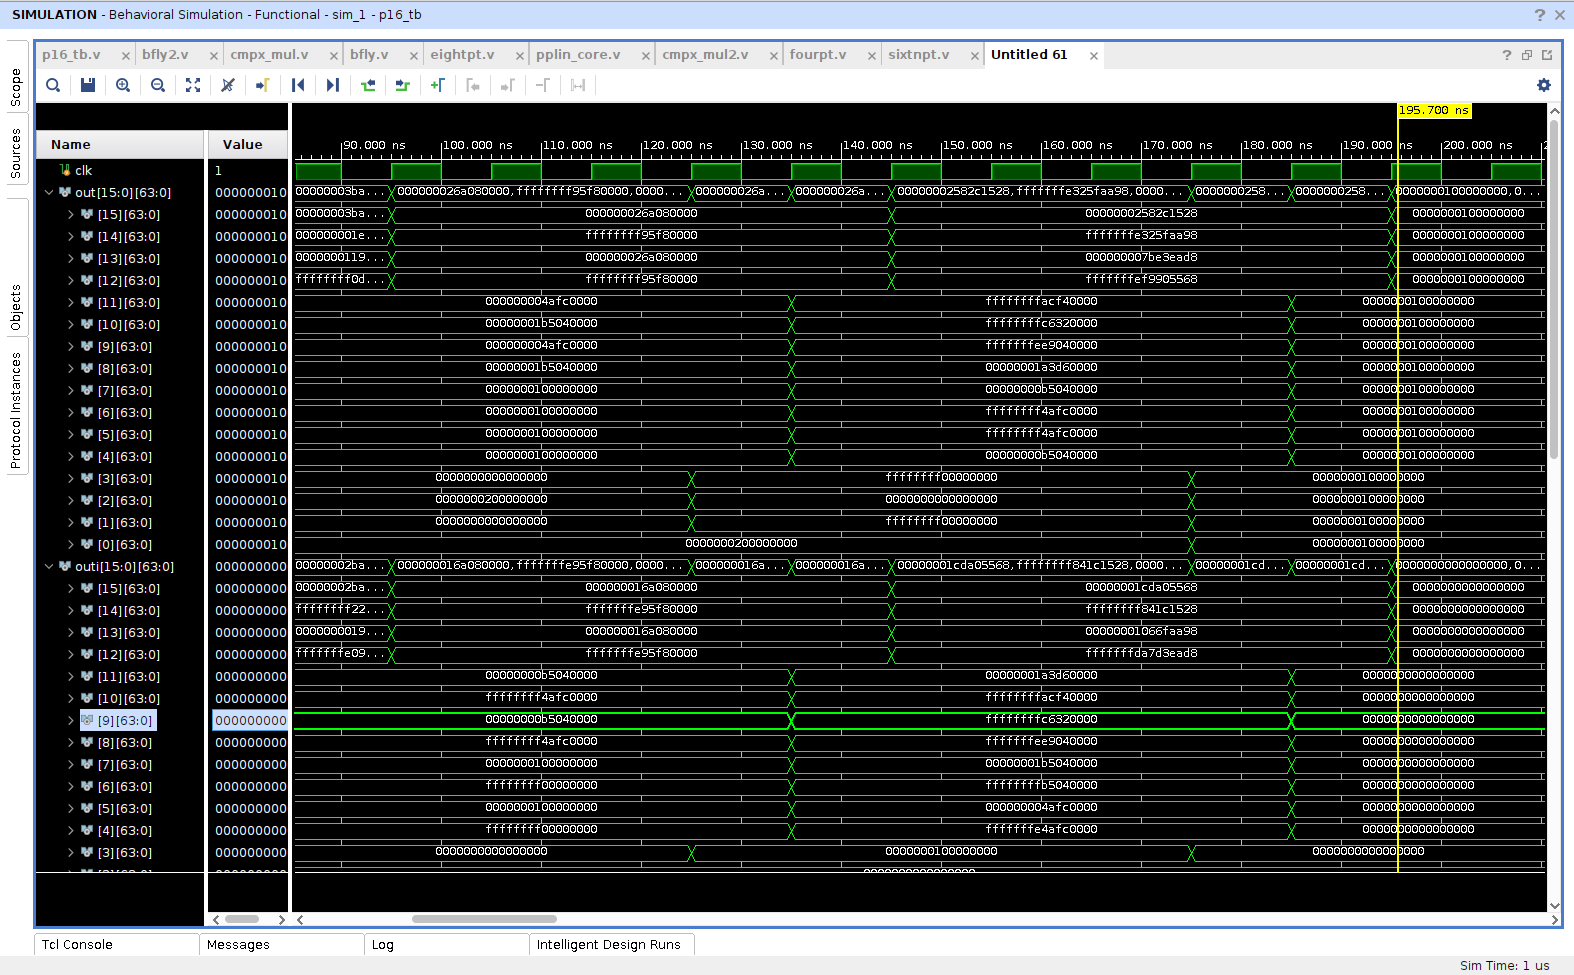 SIMULATION - Behavioral Simulation - Functional - sim_1 - p16_tb
p16_tb.v bfly2.v cmpx_mul.v bfly.v eightpt.v pplin_core.v cmpx_mul2.v fourpt.v sixtnpt.v Untitled 61
Scope
Sources
Objects
Protocol Instances
195.700 ns
90.000 ns 100.000 ns 110.000 ns 120.000 ns 130.000 ns 140.000 ns 150.000 ns 160.000 ns 170.000 ns 180.000 ns 190.000 ns 200.000 ns
Name Value
clk 1
out[15:0][63:0] 000000010 00000003ba... 000000026a080000,ffffffff95f80000,0000... 000000026a... 000000026a... 00000002582c1528,fffffffe325faa98,0000... 0000000258... 0000000258... 0000000100000000,0...
[15][63:0] 000000010 00000003ba... 000000026a080000 00000002582c1528 0000000100000000
[14][63:0] 000000010 000000001e... ffffffff95f80000 fffffffe325faa98 0000000100000000
[13][63:0] 000000010 0000000119... 000000026a080000 000000007be3ead8 0000000100000000
[12][63:0] 000000010 ffffffff0d... ffffffff95f80000 ffffffffef9905568 0000000100000000
[11][63:0] 000000010 000000004afc0000 ffffffffacf40000 0000000100000000
[10][63:0] 000000010 00000001b5040000 ffffffffc6320000 0000000100000000
[9][63:0] 000000010 000000004afc0000 fffffffee9040000 0000000100000000
[8][63:0] 000000010 00000001b5040000 00000001a3d60000 0000000100000000
[7][63:0] 000000010 0000000100000000 00000000b5040000 0000000100000000
[6][63:0] 000000010 0000000100000000 ffffffff4afc0000 0000000100000000
[5][63:0] 000000010 0000000100000000 ffffffff4afc0000 0000000100000000
[4][63:0] 000000010 0000000100000000 00000000b5040000 0000000100000000
[3][63:0] 000000010 0000000000000000 ffffffff00000000 0000000100000000
[2][63:0] 000000010 0000000200000000 0000000000000000 0000000100000000
[1][63:0] 000000010 0000000000000000 ffffffff00000000 0000000100000000
[0][63:0] 000000010 0000000200000000 0000000100000000
outi[15:0][63:0] 000000000 00000002ba... 000000016a080000,fffffffe95f80000,0000... 000000016a... 000000016a... 00000001cda05568,ffffffff841c1528,0000... 00000001cd... 00000001cd... 0000000000000000,0...
[15][63:0] 000000000 00000002ba... 000000016a080000 00000001cda05568 0000000000000000
[14][63:0] 000000000 ffffffff22... fffffffe95f80000 ffffffff841c1528 0000000000000000
[13][63:0] 000000000 0000000019... 000000016a080000 00000001066faa98 0000000000000000
[12][63:0] 000000000 fffffffe09... fffffffe95f80000 fffffffda7d3ead8 0000000000000000
[11][63:0] 000000000 00000000b5040000 00000001a3d60000 0000000000000000
[10][63:0] 000000000 ffffffff4afc0000 ffffffffacf40000 0000000000000000
[9][63:0] 000000000 00000000b5040000 ffffffffc6320000 0000000000000000
[8][63:0] 000000000 ffffffff4afc0000 fffffffee9040000 0000000000000000
[7][63:0] 000000000 0000000100000000 00000001b5040000 0000000000000000
[6][63:0] 000000000 ffffffff00000000 ffffffffb5040000 0000000000000000
[5][63:0] 000000000 0000000100000000 000000004afc0000 0000000000000000
[4][63:0] 000000000 ffffffff00000000 fffffffe4afc0000 0000000000000000
[3][63:0] 000000000 0000000000000000 0000000100000000 0000000000000000
Tcl Console Messages Log Intelligent Design Runs
Sim Time: 1 us